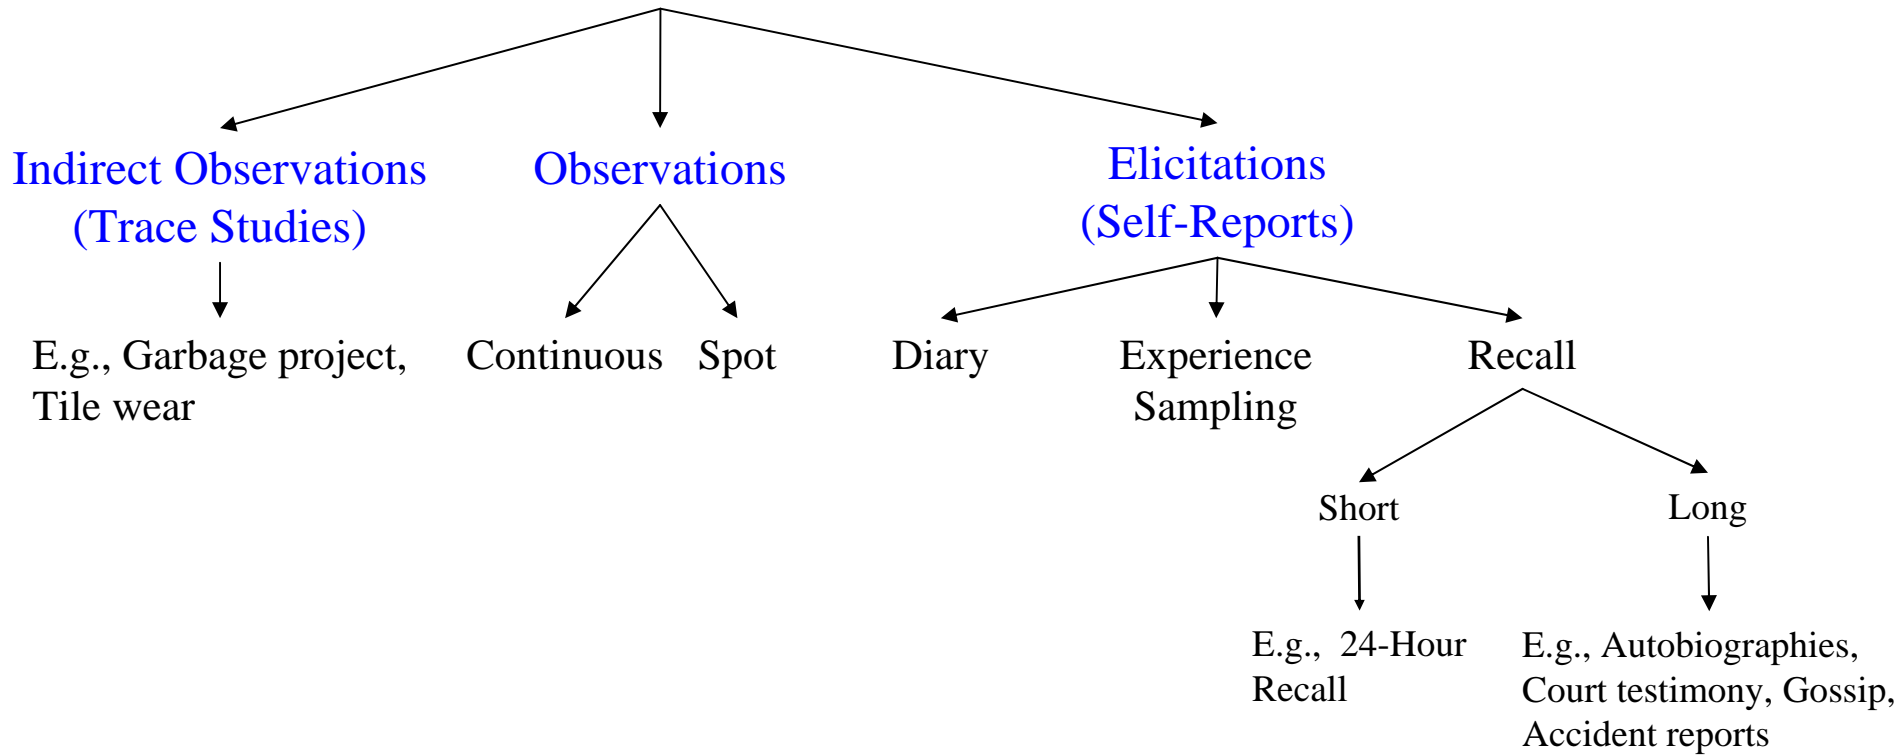 Indirect Observations
(Trace Studies)
Observations
Elicitations
(Self-Reports)
E.g., Garbage project,
Tile wear
Continuous
Spot
Diary
Experience
Sampling
Recall
Short
Long
E.g., 24-Hour
Recall
E.g., Autobiographies,
Court testimony, Gossip,
Accident reports